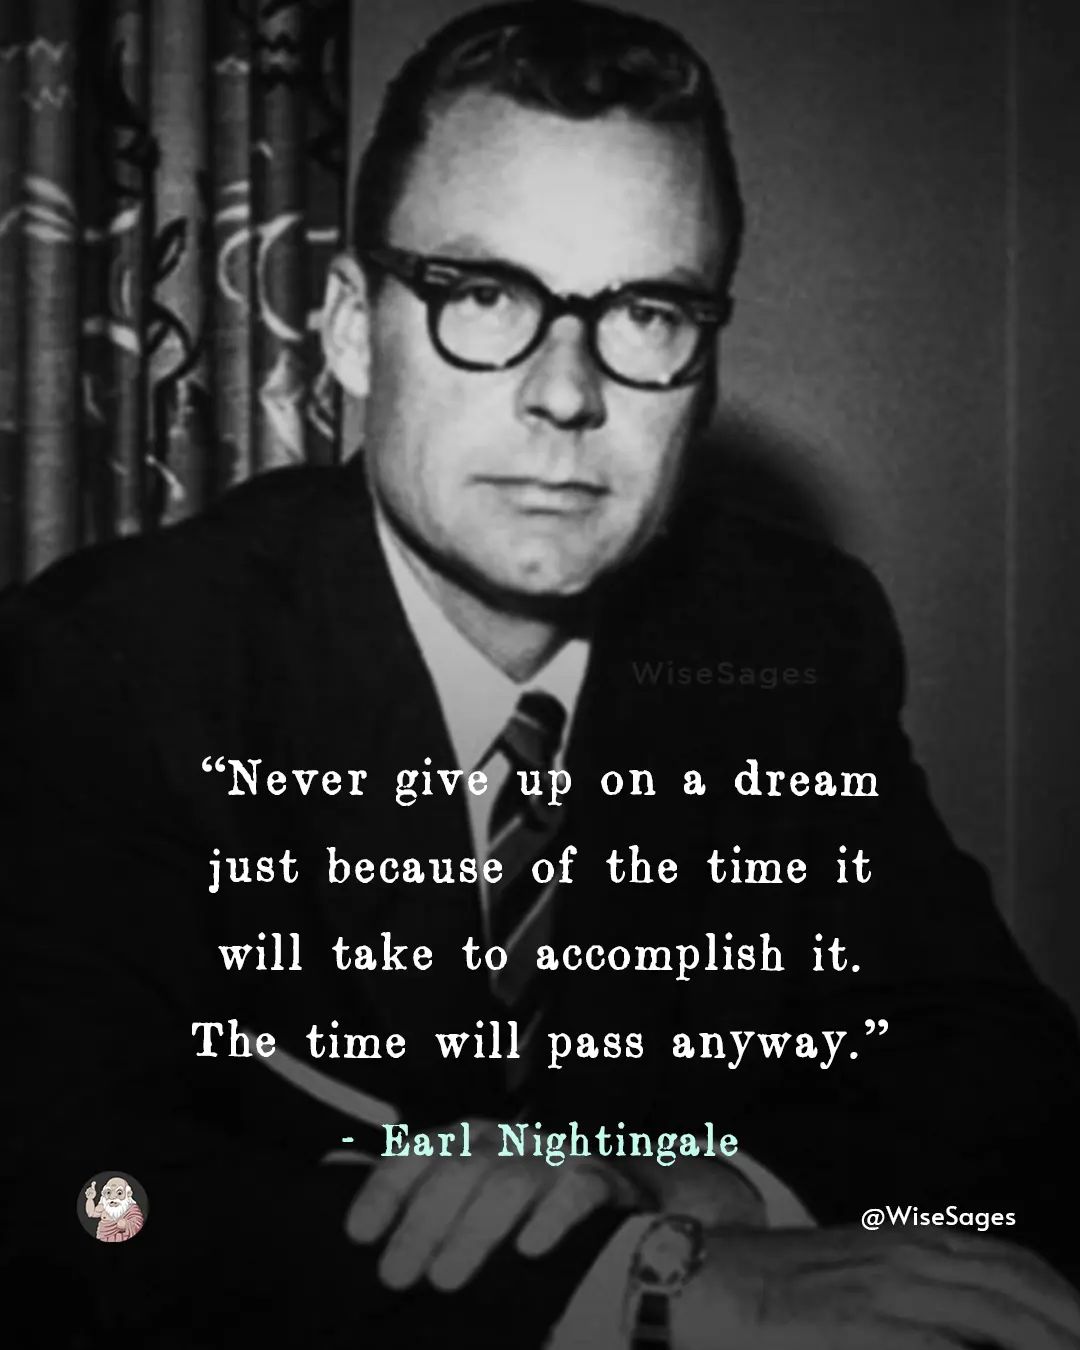 WiseSages
“Never give up on a dream
just because of the time it
will take to accomplish it.
The time will pass anyway.”
- Earl Nightingale
@WiseSages